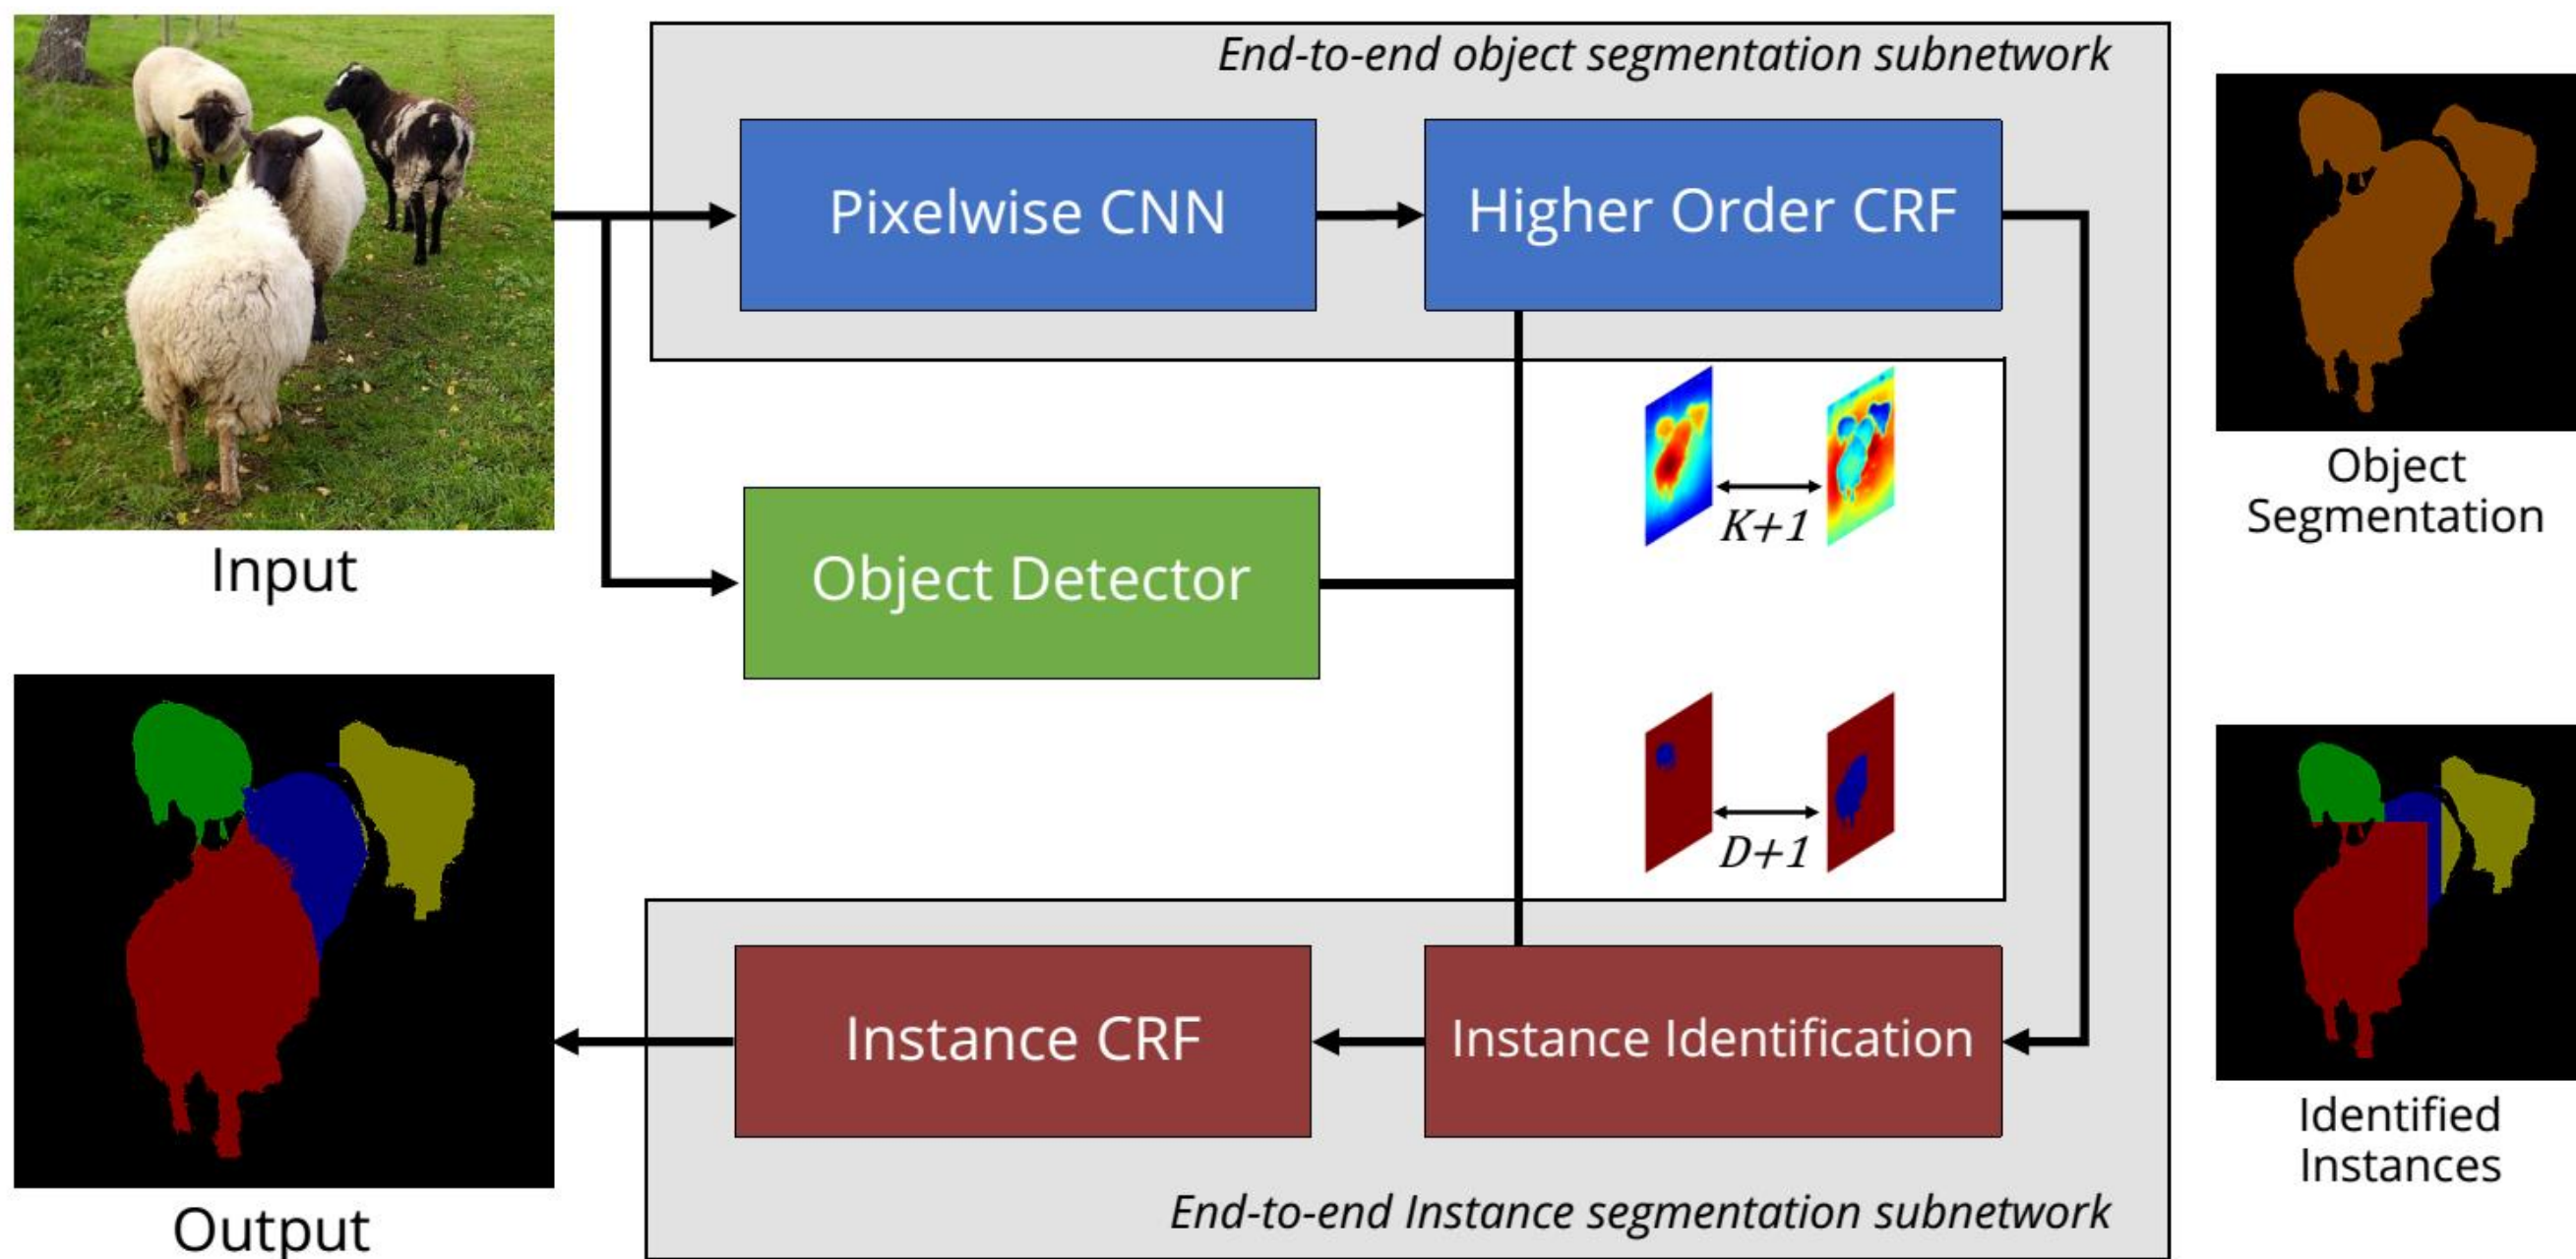 End-to-end object segmentation subnetwork
Pixelwise CNN
Higher Order CRF
Input
Object Detector
K+1
Object
Segmentation
D+1
Instance CRF
Instance Identification
Identified
Instances
Output
End-to-end Instance segmentation subnetwork